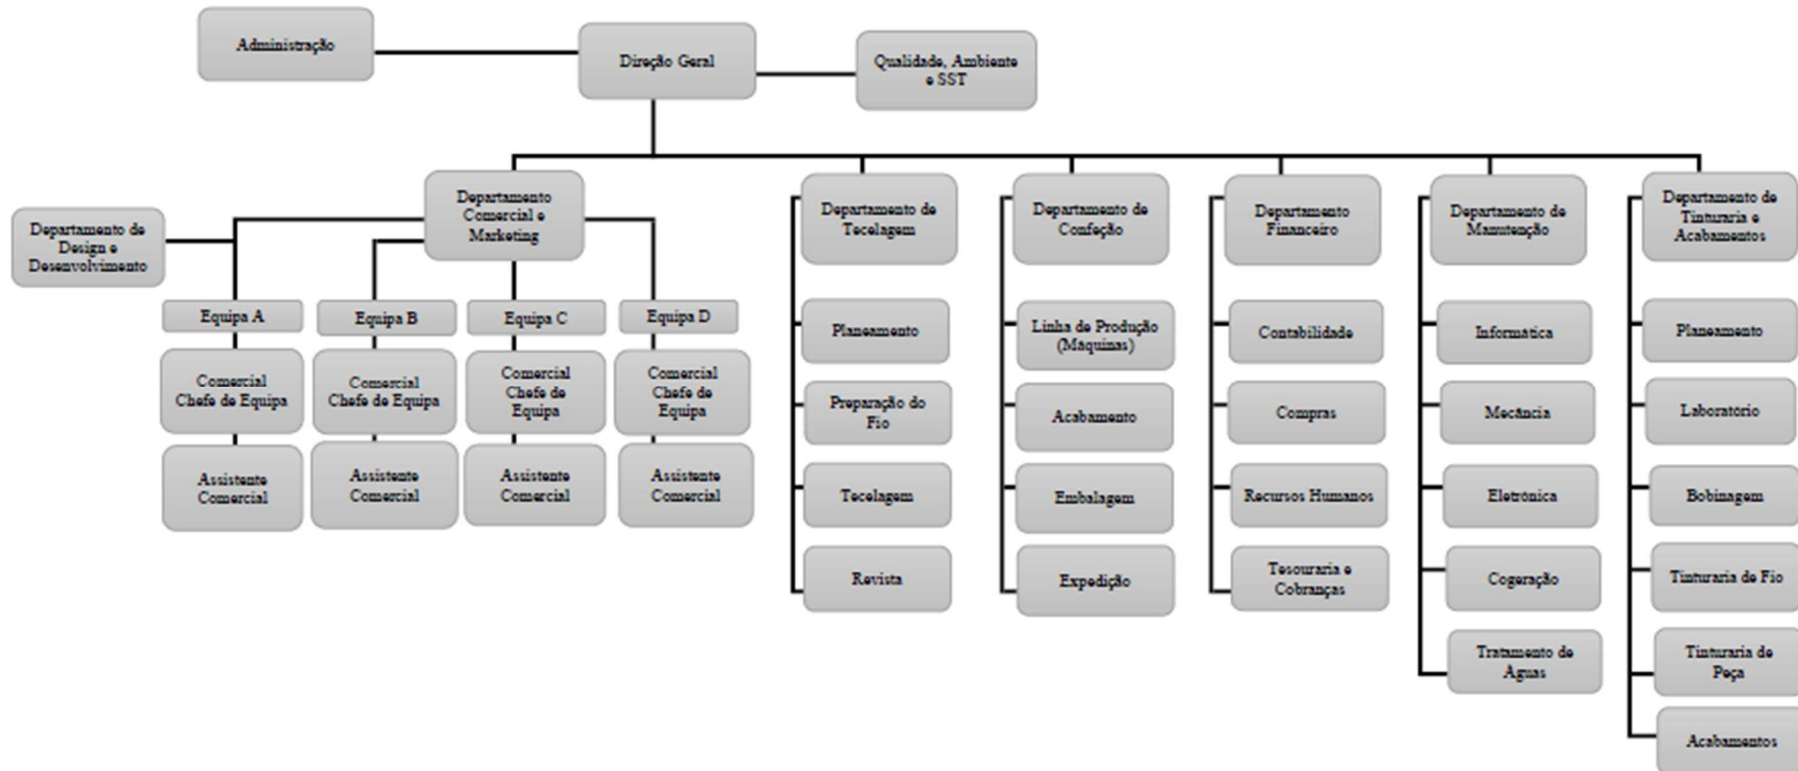 Administração
Direção Geral
Qualidade, Ambiente
e SST
Departamento de
Design e
Desenvolvimento
Departamento
Comercial e
Marketing
Equipa A
Comercial
Chefe de Equipa
Assistente
Comercial
Equipa B
Comercial
Chefe de Equipa
Assistente
Comercial
Equipa C
Comercial
Chefe de
Equipa
Assistente
Comercial
Equipa D
Comercial
Chefe de
Equipa
Assistente
Comercial
Departamento de
Tecelagem
Planeamento
Preparação do
Fio
Tecelagem
Revista
Departamento de
Confeção
Linha de Produção
(Máquinas)
Acabamento
Embalagem
Expedição
Departamento
Financeiro
Contabilidade
Compras
Recursos Humanos
Tesouraria e
Cobranças
Departamento de
Manutenção
Informática
Mecância
Eletrónica
Cogeração
Tratamento de
Águas
Departamento de
Tinturaria e
Acabamentos
Planeamento
Laboratório
Bobinagem
Tinturaria de Fio
Tinturaria de
Peça
Acabamentos